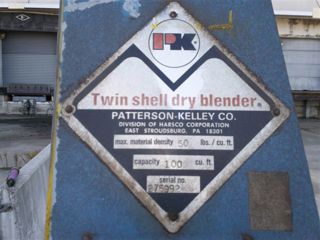 PK
Twin shell dry blender®
PATTERSON-KELLEY CO.
DIVISION OF HARSCO CORPORATION
EAST STROUDSBURG, PA 18301
max. material density 50 lbs. / cu. ft.
capacity 100 cu. ft.
serial no.
275992